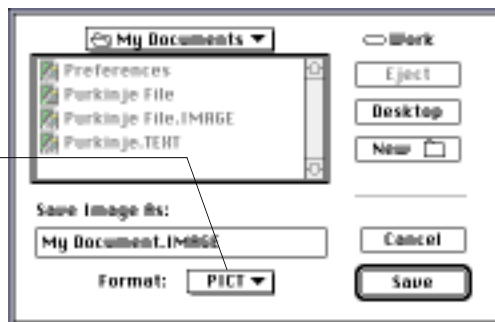 My Documents
Preferences
Purkinje File
Purkinje File.IMAGE
Purkinje.TEXT
Save Image As:
My Document.IMAGE
Format: PICT
Work
Eject
Desktop
New
Cancel
Save